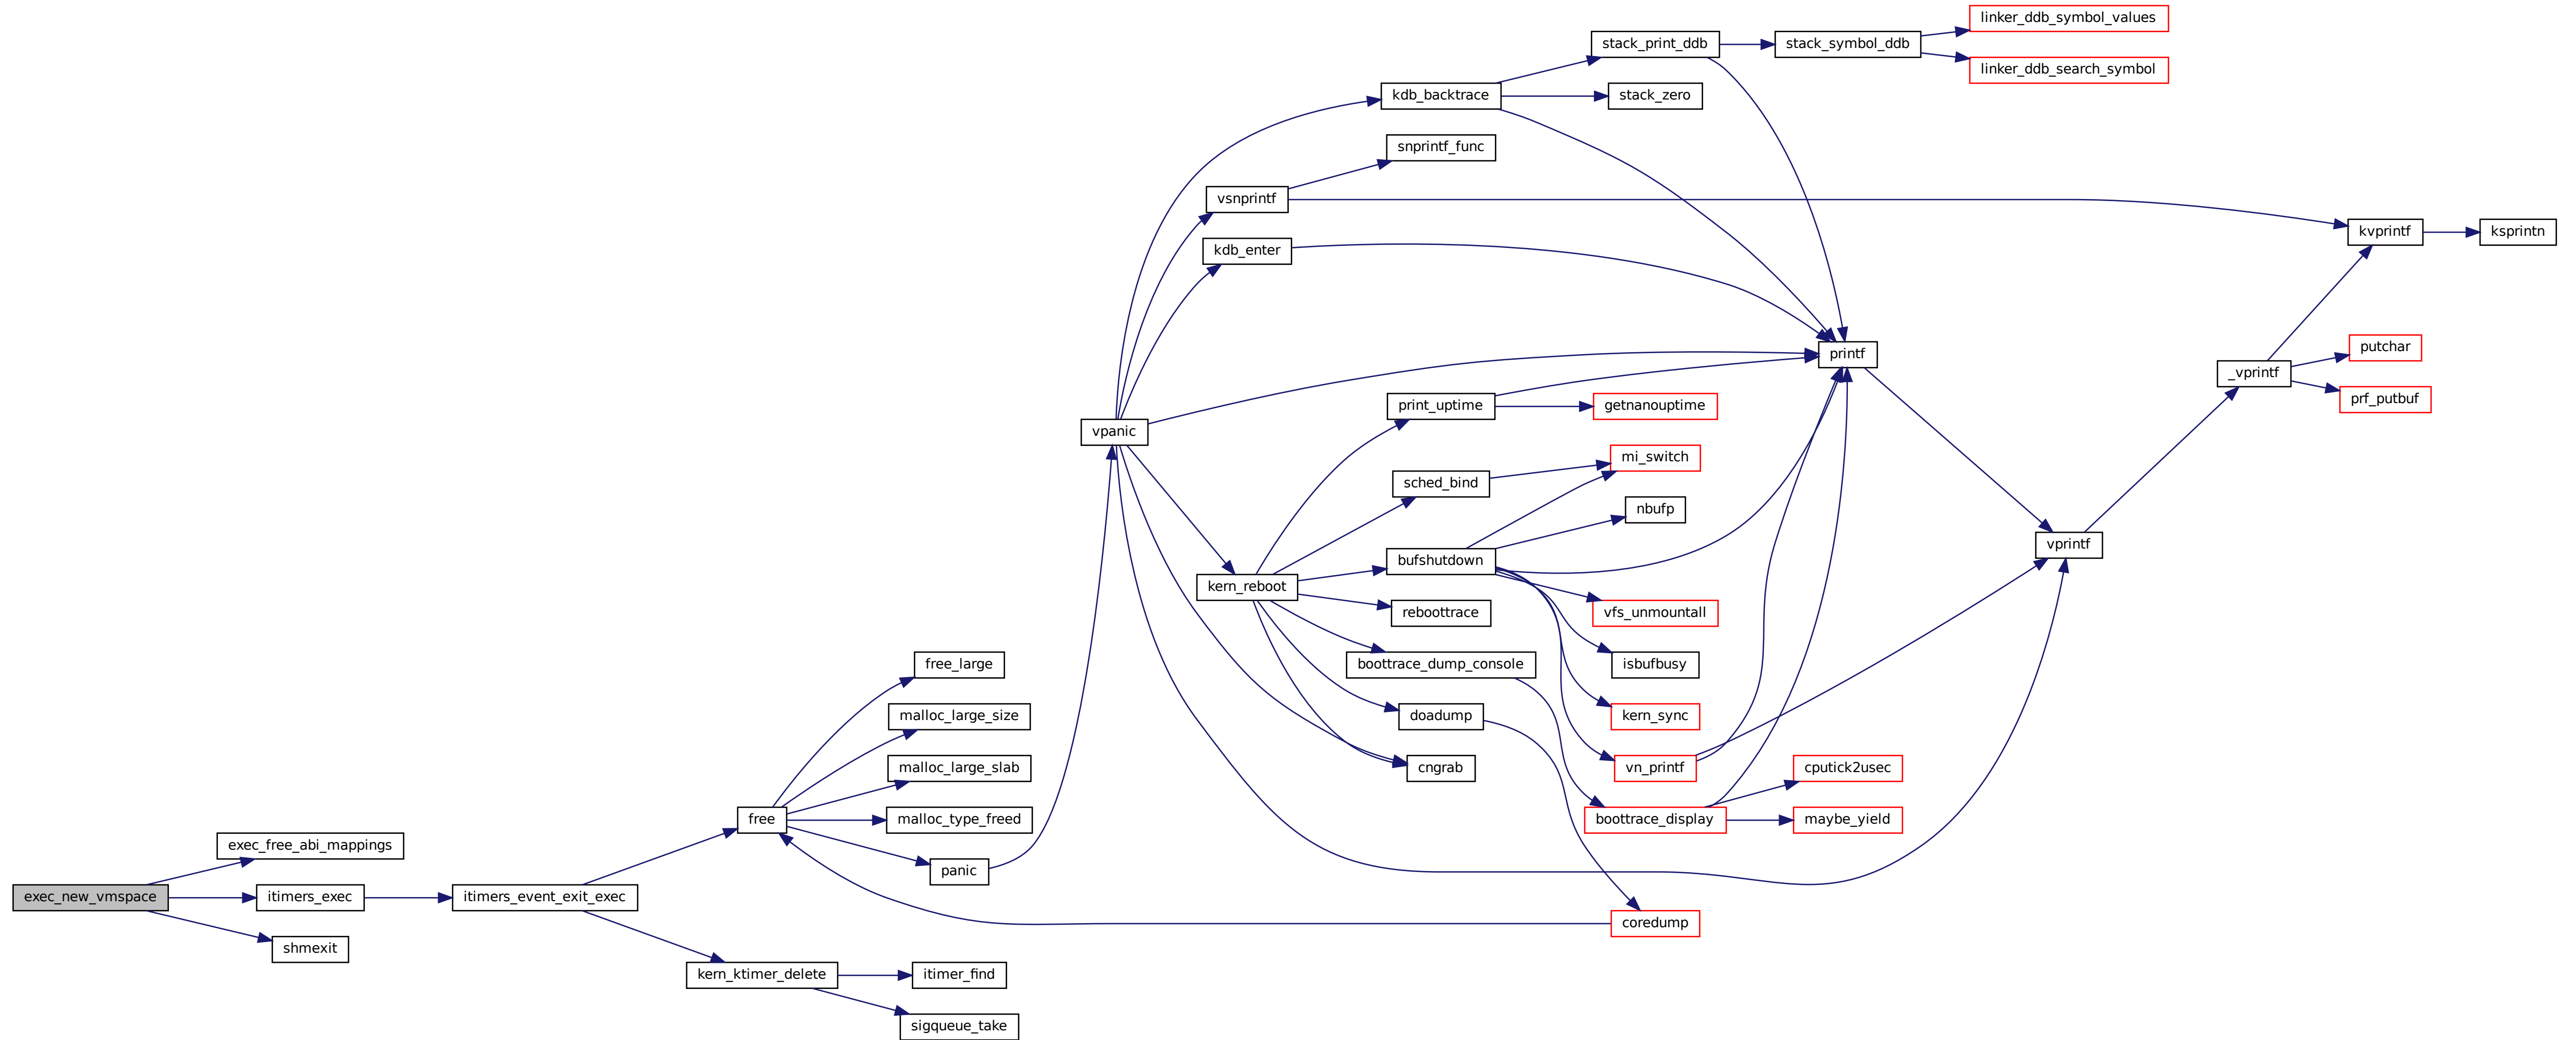 linker_ddb_symbol_values
stack_print_ddb
stack_symbol_ddb
linker_ddb_search_symbol
kdb_backtrace
stack_zero
snprintf_func
vsnprintf
kvprintf
ksprintn
kdb_enter
printf
putchar
_vprintf
prf_putbuf
print_uptime
getnanouptime
vpanic
mi_switch
sched_bind
nbufp
vprintf
bufshutdown
kern_reboot
reboottrace
vfs_unmountall
free_large
boottrace_dump_console
isbufbusy
malloc_large_size
doadump
kern_sync
malloc_large_slab
cngrab
vn_printf
cputick2usec
free
malloc_type_freed
boottrace_display
maybe_yield
exec_free_abi_mappings
panic
exec_new_vmspace
itimers_exec
itimers_event_exit_exec
coredump
shmexit
kern_ktimer_delete
itimer_find
sigqueue_take